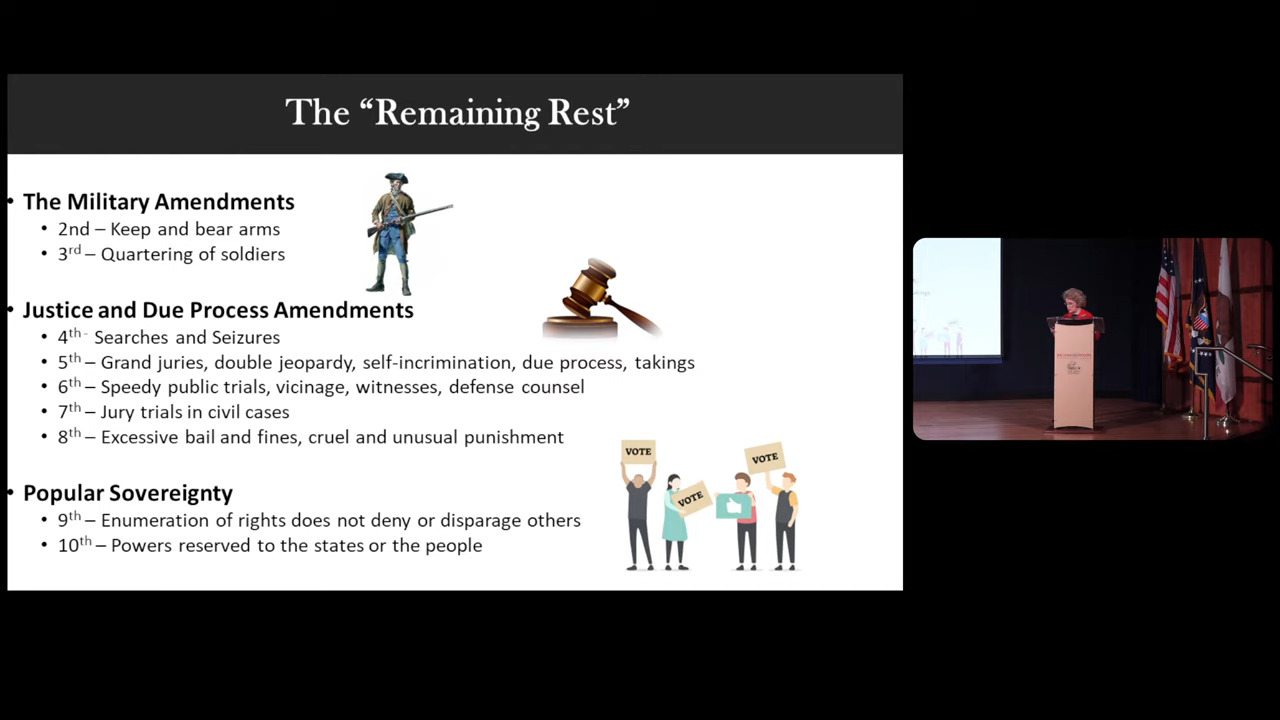 The “Remaining Rest”
• The Military Amendments
• 2nd – Keep and bear arms
• 3rd – Quartering of soldiers
• Justice and Due Process Amendments
• 4th - Searches and Seizures
• 5th – Grand juries, double jeopardy, self-incrimination, due process, takings
• 6th – Speedy public trials, vicinage, witnesses, defense counsel
• 7th – Jury trials in civil cases
• 8th – Excessive bail and fines, cruel and unusual punishment
VOTE
VOTE
VOTE
• Popular Sovereignty
• 9th – Enumeration of rights does not deny or disparage others
• 10th – Powers reserved to the states or the people